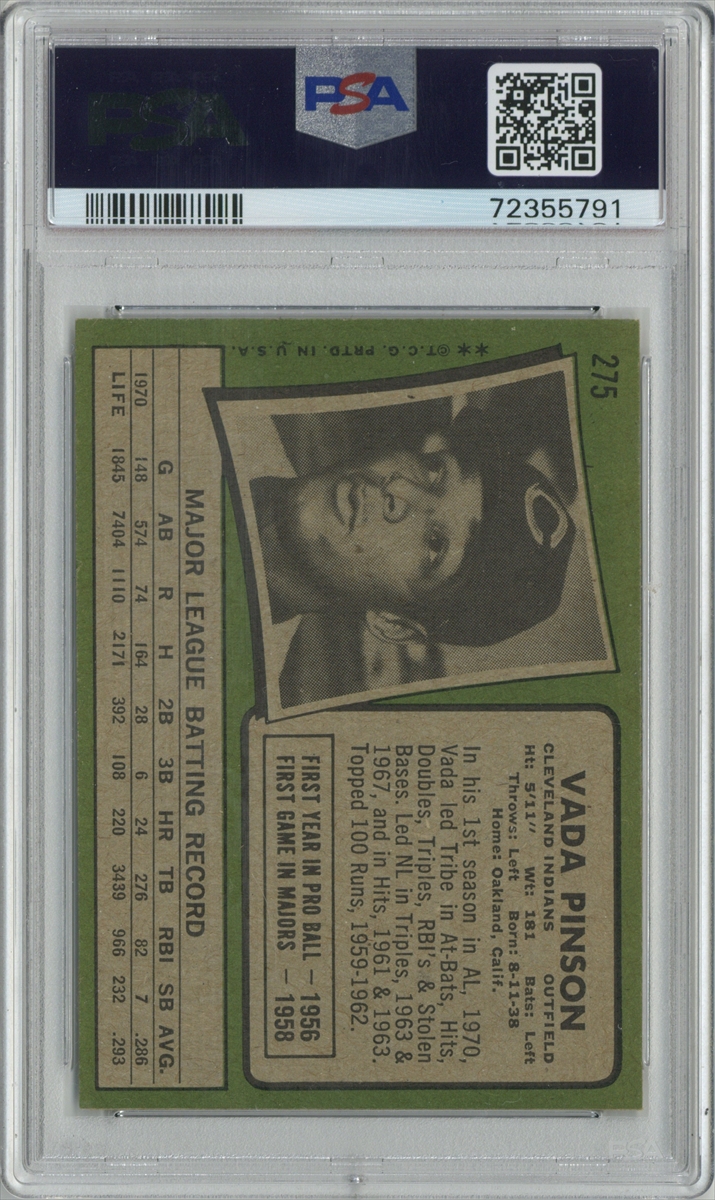 PSA
PSA
72355791
275
** ©T.C.G. PRTD. IN U.S.A.
C
VADA PINSON
CLEVELAND INDIANS OUTFIELD
Ht: 5'11" Wt: 181 Bats: Left
Throws: Left Born: 8-11-38
Home: Oakland, Calif.
In his 1st season in AL, 1970,
Vada led Tribe in At-Bats, Hits,
Doubles, Triples, RBI's & Stolen
Bases. Led NL in Triples, 1963 &
1967, and in Hits, 1961 & 1963.
Topped 100 Runs, 1959-1962.
FIRST YEAR IN PRO BALL – 1956
FIRST GAME IN MAJORS – 1958
MAJOR LEAGUE BATTING RECORD
G AB R H 2B 3B HR TB RBI SB AVG.
1970 148 574 74 164 28 6 24 276 82 7 .286
LIFE 1845 7404 1110 2171 392 108 220 3439 966 232 .293
PSA